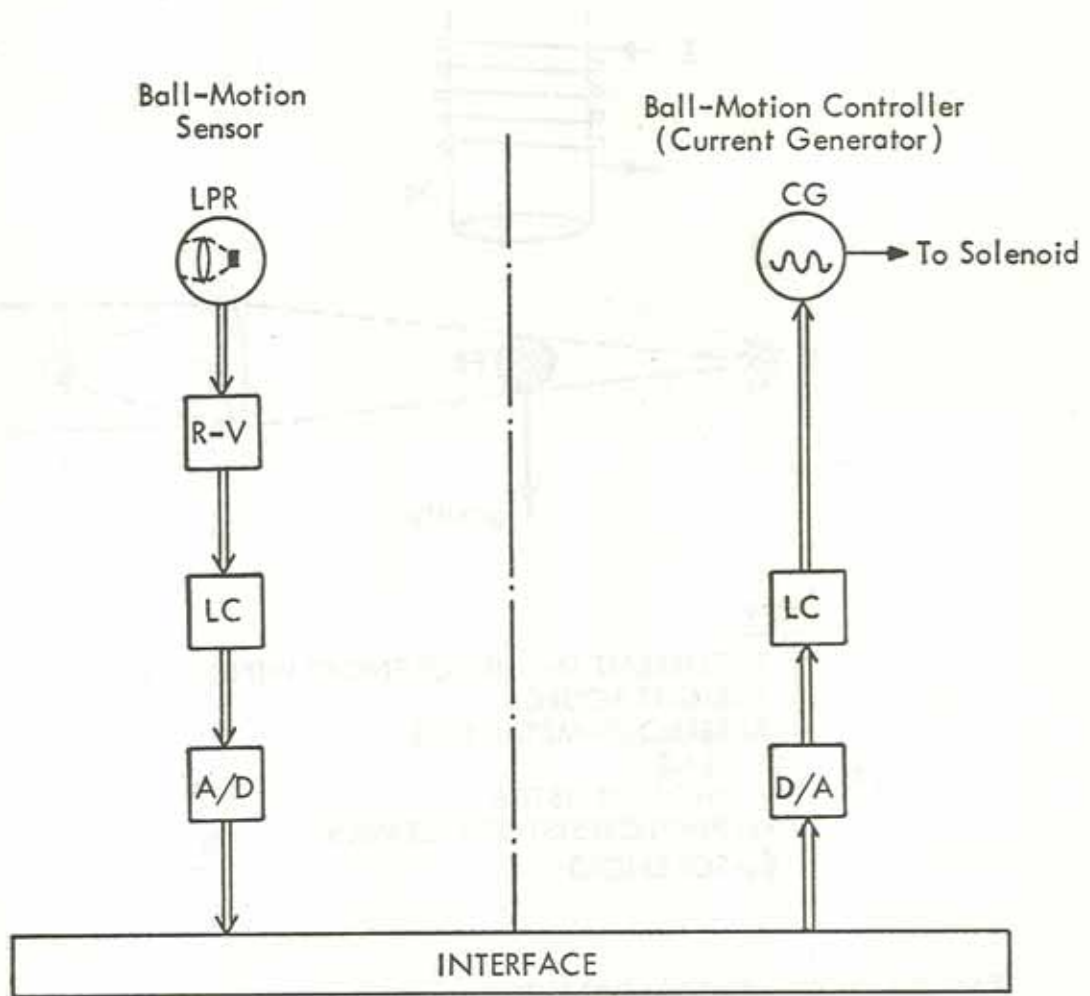 Ball-Motion
Sensor
LPR
R-V
LC
A/D
Ball-Motion Controller
(Current Generator)
CG
To Solenoid
LC
D/A
INTERFACE